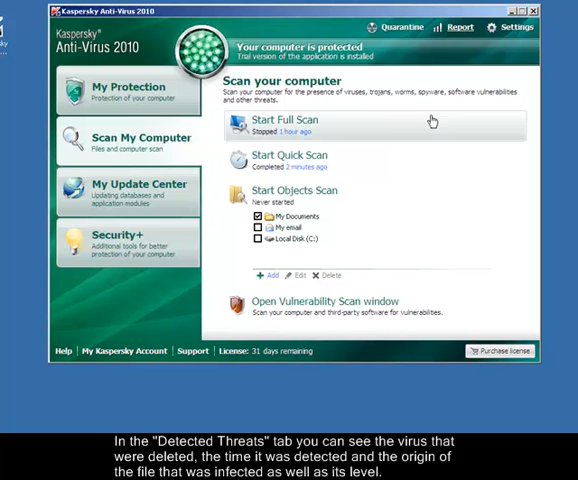 Kaspersky Anti-Virus 2010
Kaspersky
Anti-Virus 2010
Quarantine
Report
Settings
Your computer is protected
Trial version of the application is installed
My Protection
Protection of your computer
Scan My Computer
Files and computer scan
My Update Center
Updating databases and
application modules
Security+
Additional tools for better
protection of your computer
Scan your computer
Scan your computer for the presence of viruses, trojans, worms, spyware, software vulnerabilities
and other threats.
Start Full Scan
Stopped 1 hour ago
Start Quick Scan
Completed 2 minutes ago
Start Objects Scan
Never started
My Documents
My email
Local Disk (C:)
Add Edit Delete
Open Vulnerability Scan window
Scan your computer and third-party software for vulnerabilities.
Help | My Kaspersky Account | Support | License: 31 days remaining
Purchase license
In the "Detected Threats" tab you can see the virus that
were deleted, the time it was detected and the origin of
the file that was infected as well as its level.